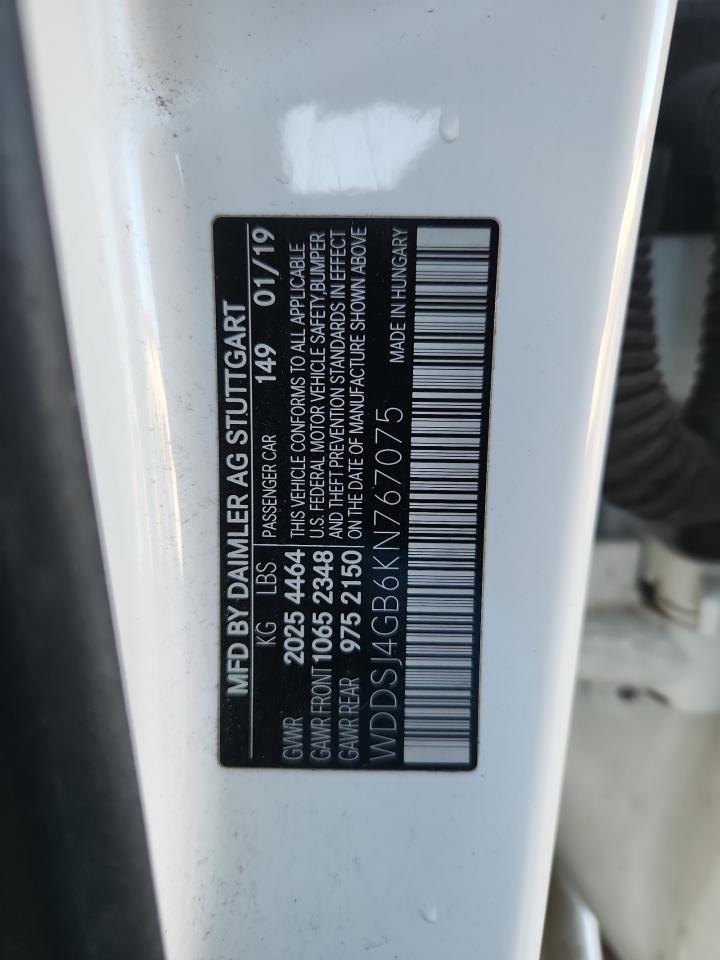 MFD BY DAIMLER AG STUTTGART
KG LBS PASSENGER CAR 149 01/19
GVWR 2025 4464 THIS VEHICLE CONFORMS TO ALL APPLICABLE
GAWR FRONT 1065 2348 U.S. FEDERAL MOTOR VEHICLE SAFETY,BUMPER
GAWR REAR 975 2150 AND THEFT PREVENTION STANDARDS IN EFFECT
ON THE DATE OF MANUFACTURE SHOWN ABOVE
WDDSJ4GB6KN767075 MADE IN HUNGARY